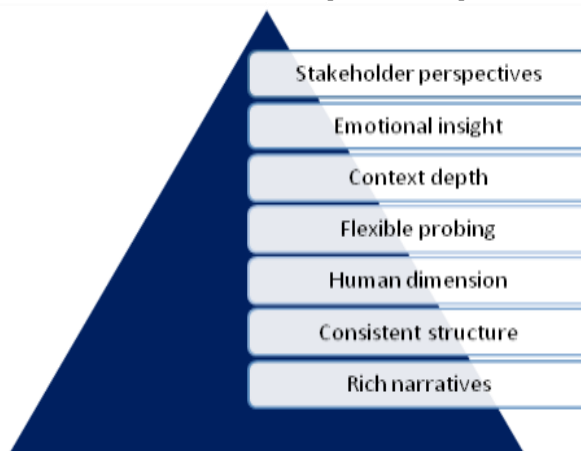 Stakeholder perspectives
Emotional insight
Context depth
Flexible probing
Human dimension
Consistent structure
Rich narratives